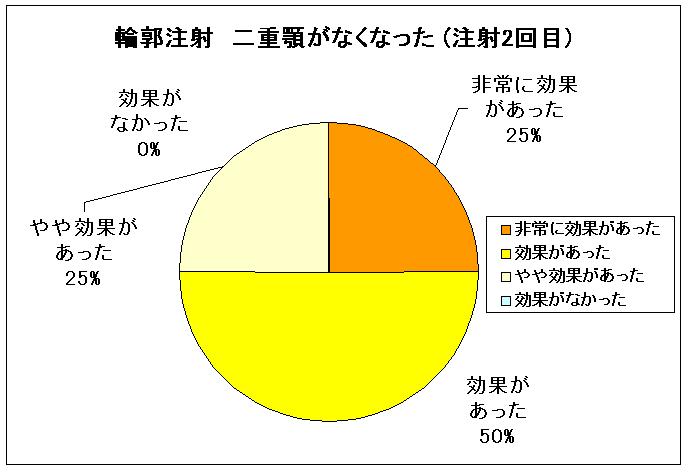 輪郭注射　二重顎がなくなった（注射2回目）
効果が
なかった
0%
非常に効果
があった
25%
やや効果が
あった
25%
非常に効果があった
効果があった
やや効果があった
効果がなかった
効果が
あった
50%